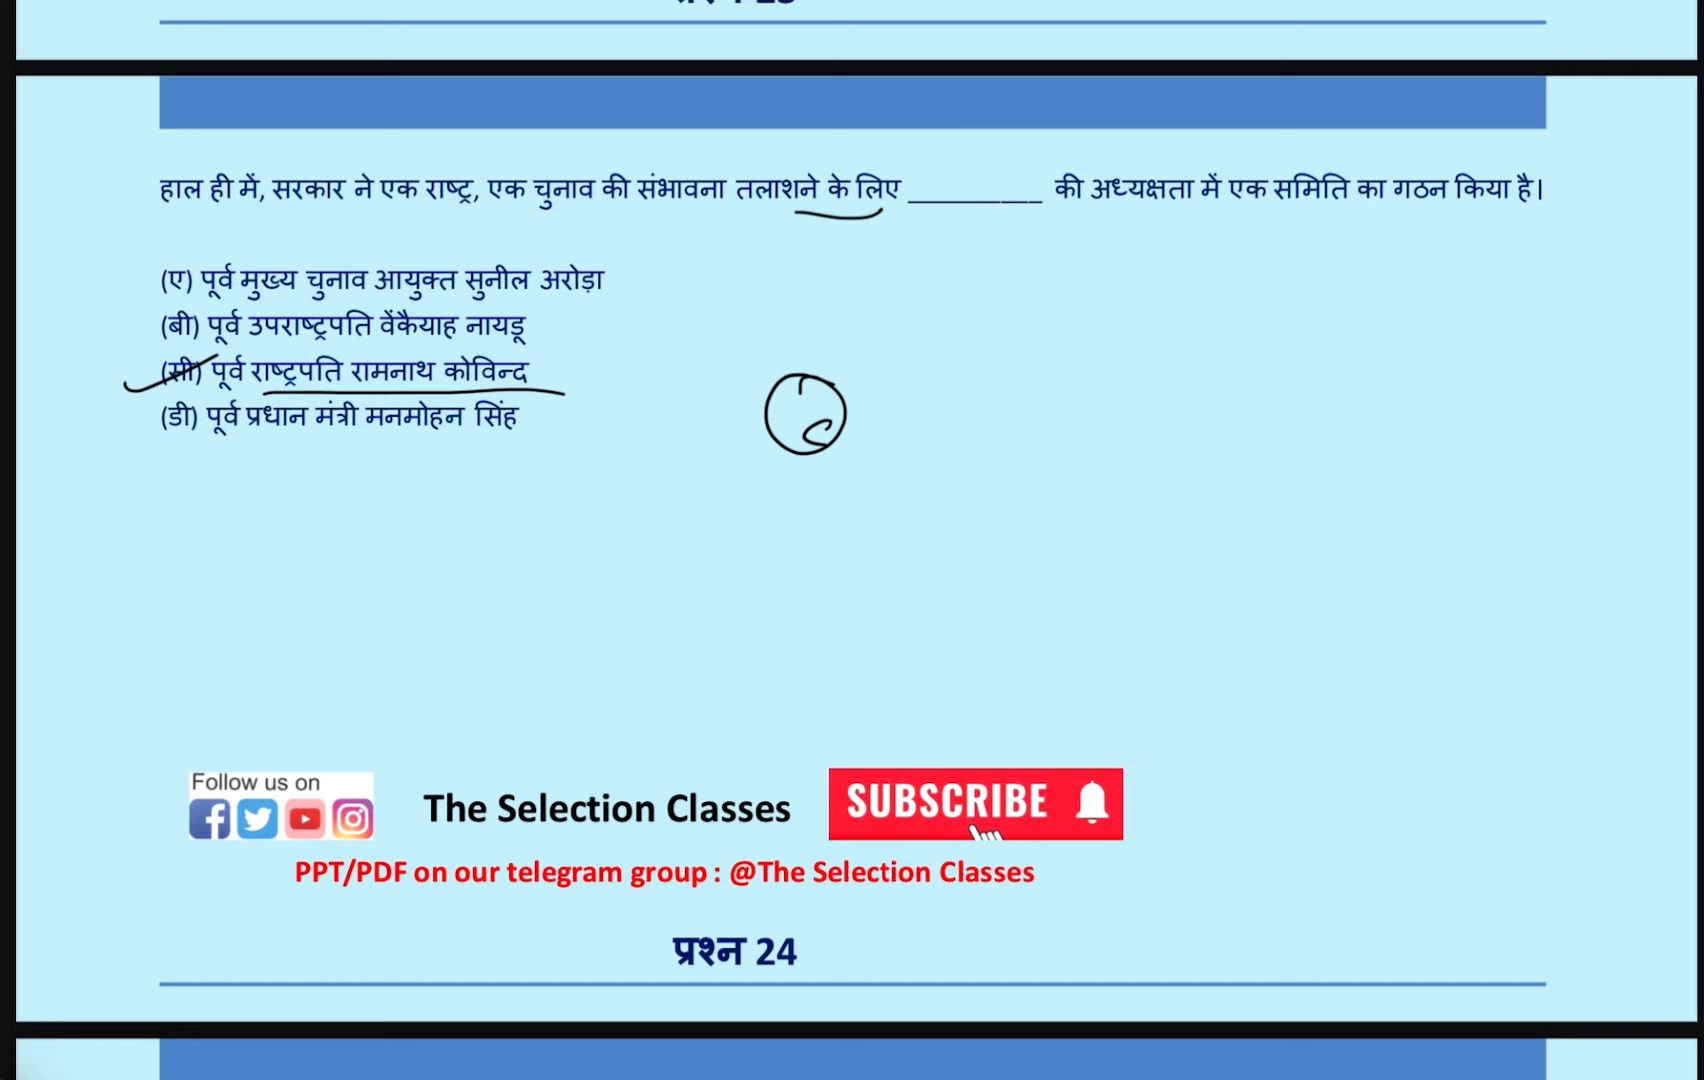 हाल ही में, सरकार ने एक राष्ट्र, एक चुनाव की संभावना तलाशने के लिए __________ की अध्यक्षता में एक समिति का गठन किया है।
(ए) पूर्व मुख्य चुनाव आयुक्त सुनील अरोड़ा
(बी) पूर्व उपराष्ट्रपति वेंकैयाह नायडू
(सी) पूर्व राष्ट्रपति रामनाथ कोविन्द
(डी) पूर्व प्रधान मंत्री मनमोहन सिंह
Follow us on
The Selection Classes
SUBSCRIBE
PPT/PDF on our telegram group : @The Selection Classes
प्रश्न 24